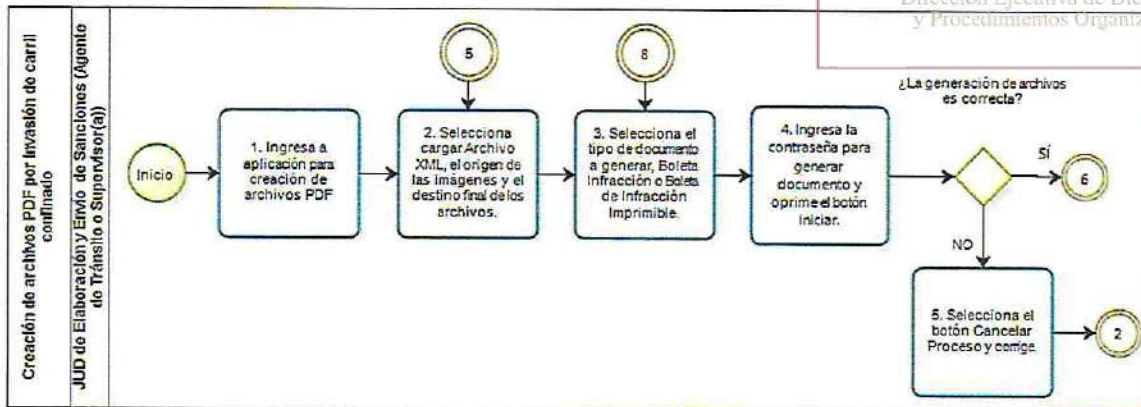 Dirección Ejecutiva de
y Procedimientos
Creación de archivos PDF por Invasión de carril
confinado
JUD de Elaboración y Envío de Sanciones (Agente
de Tránsito o Supervisor(a))
Inicio
1. Ingresa a
aplicación para
creación de
archivos PDF
5
2. Selecciona
cargar Archivo
XML, el origen de
las imágenes y el
destino final de los
archivos.
8
3. Selecciona el
tipo de documento
a generar, Boleta
Infracción o Boleta
de Infracción
Imprimible.
4. Ingresa la
contraseña para
generar
documento y
oprime el botón
Iniciar.
¿La generación de archivos
es correcta?
SÍ
6
NO
5. Selecciona el
botón Cancelar
Proceso y corrige.
2